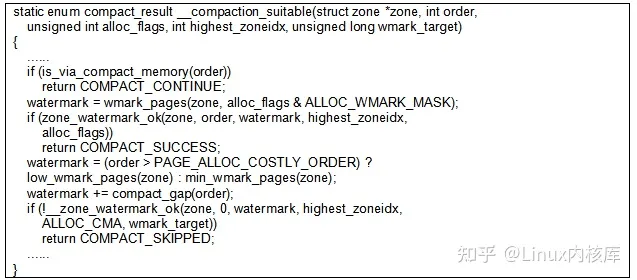 static enum compact_result __compaction_suitable(struct zone *zone, int order,
unsigned int alloc_flags, int highest_zoneidx, unsigned long wmark_target)
{
......
if (is_via_compact_memory(order))
return COMPACT_CONTINUE;
watermark = wmark_pages(zone, alloc_flags & ALLOC_WMARK_MASK);
if (zone_watermark_ok(zone, order, watermark, highest_zoneidx,
alloc_flags))
return COMPACT_SUCCESS;
watermark = (order > PAGE_ALLOC_COSTLY_ORDER) ?
low_wmark_pages(zone) : min_wmark_pages(zone);
watermark += compact_gap(order);
if (!__zone_watermark_ok(zone, 0, watermark, highest_zoneidx,
ALLOC_CMA, wmark_target))
return COMPACT_SKIPPED;
......
}
知乎 @Linux内核库